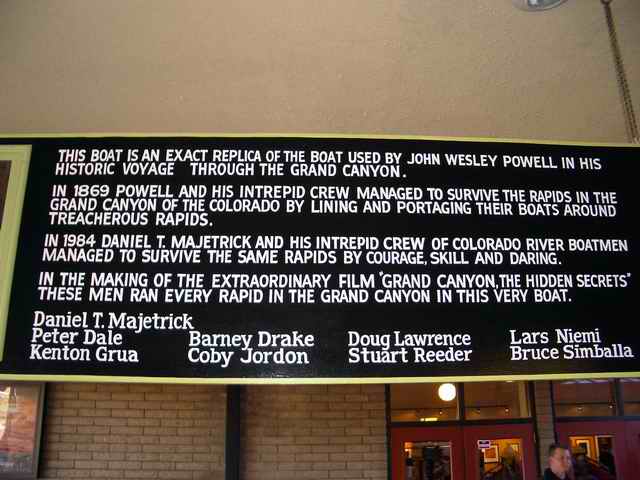 THIS BOAT IS AN EXACT REPLICA OF THE BOAT USED BY JOHN WESLEY POWELL IN HIS
HISTORIC VOYAGE THROUGH THE GRAND CANYON.
IN 1869 POWELL AND HIS INTREPID CREW MANAGED TO SURVIVE THE RAPIDS IN THE
GRAND CANYON OF THE COLORADO BY LINING AND PORTAGING THEIR BOATS AROUND
TREACHEROUS RAPIDS.
IN 1984 DANIEL T. MAJETRICK AND HIS INTREPID CREW OF COLORADO RIVER BOATMEN
MANAGED TO SURVIVE THE SAME RAPIDS BY COURAGE, SKILL AND DARING.
IN THE MAKING OF THE EXTRAORDINARY FILM "GRAND CANYON, THE HIDDEN SECRETS"
THESE MEN RAN EVERY RAPID IN THE GRAND CANYON IN THIS VERY BOAT.
Daniel T. Majetrick
Peter Dale Barney Drake Doug Lawrence Lars Niemi
Kenton Grua Coby Jordon Stuart Reeder Bruce Simballa